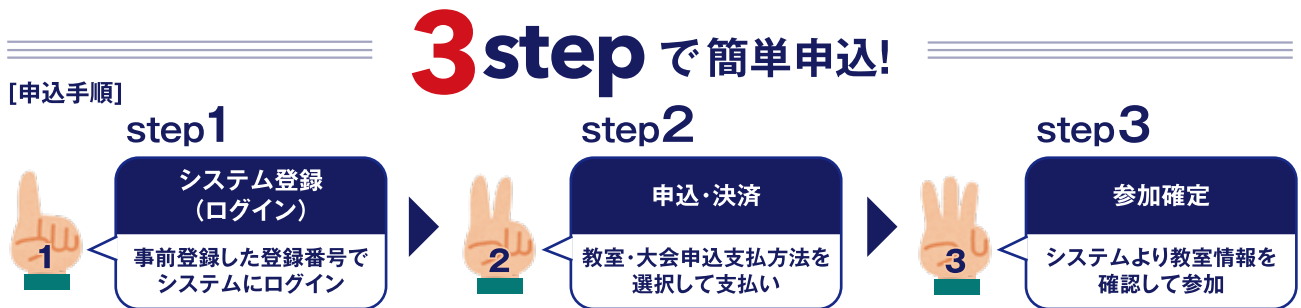 3stepで簡単申込!
[申込手順]
step1
システム登録
（ログイン）
事前登録した登録番号で
システムにログイン
1
step2
申込・決済
教室・大会申込支払方法を
選択して支払い
2
step3
参加確定
システムより教室情報を
確認して参加
3